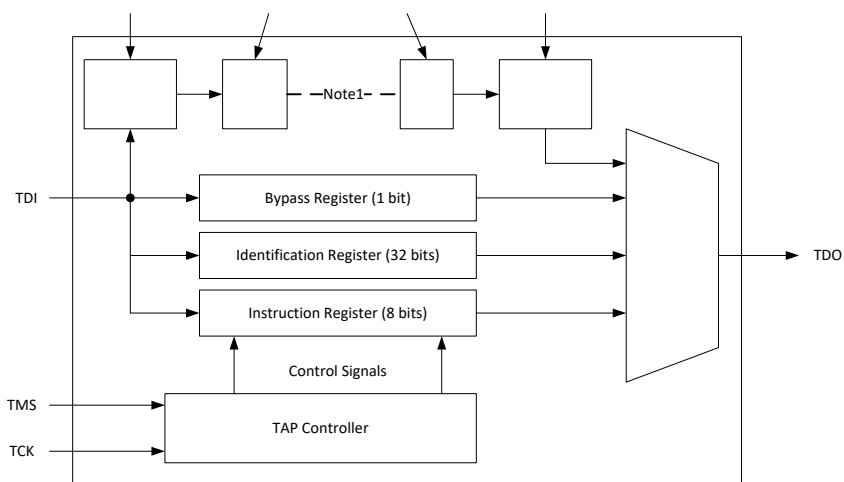 Note1
TDI
Bypass Register (1 bit)
Identification Register (32 bits)
TDO
Instruction Register (8 bits)
Control Signals
TMS
TAP Controller
TCK